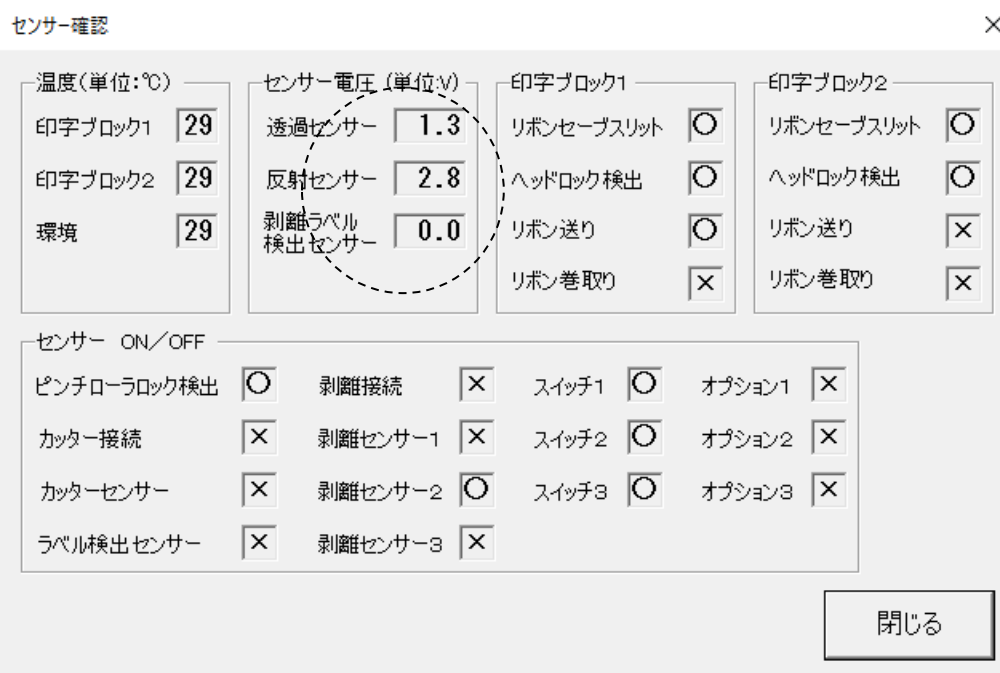 センサー確認
温度(単位:℃)
印字ブロック1 29
印字ブロック2 29
環境 29
センサー電圧 (単位:V)
透過センサー 1.3
反射センサー 2.8
剥離ラベル
検出センサー 0.0
印字ブロック1
リボンセーブスリット ○
ヘッドロック検出 ○
リボン送り ○
リボン巻取り ×
印字ブロック2
リボンセーブスリット ○
ヘッドロック検出 ○
リボン送り ×
リボン巻取り ×
センサー ON/OFF
ピンチローラロック検出 ○ 剥離接続 × スイッチ1 ○ オプション1 ×
カッター接続 × 剥離センサー1 × スイッチ2 ○ オプション2 ×
カッターセンサー × 剥離センサー2 ○ スイッチ3 ○ オプション3 ×
ラベル検出センサー × 剥離センサー3 ×
閉じる